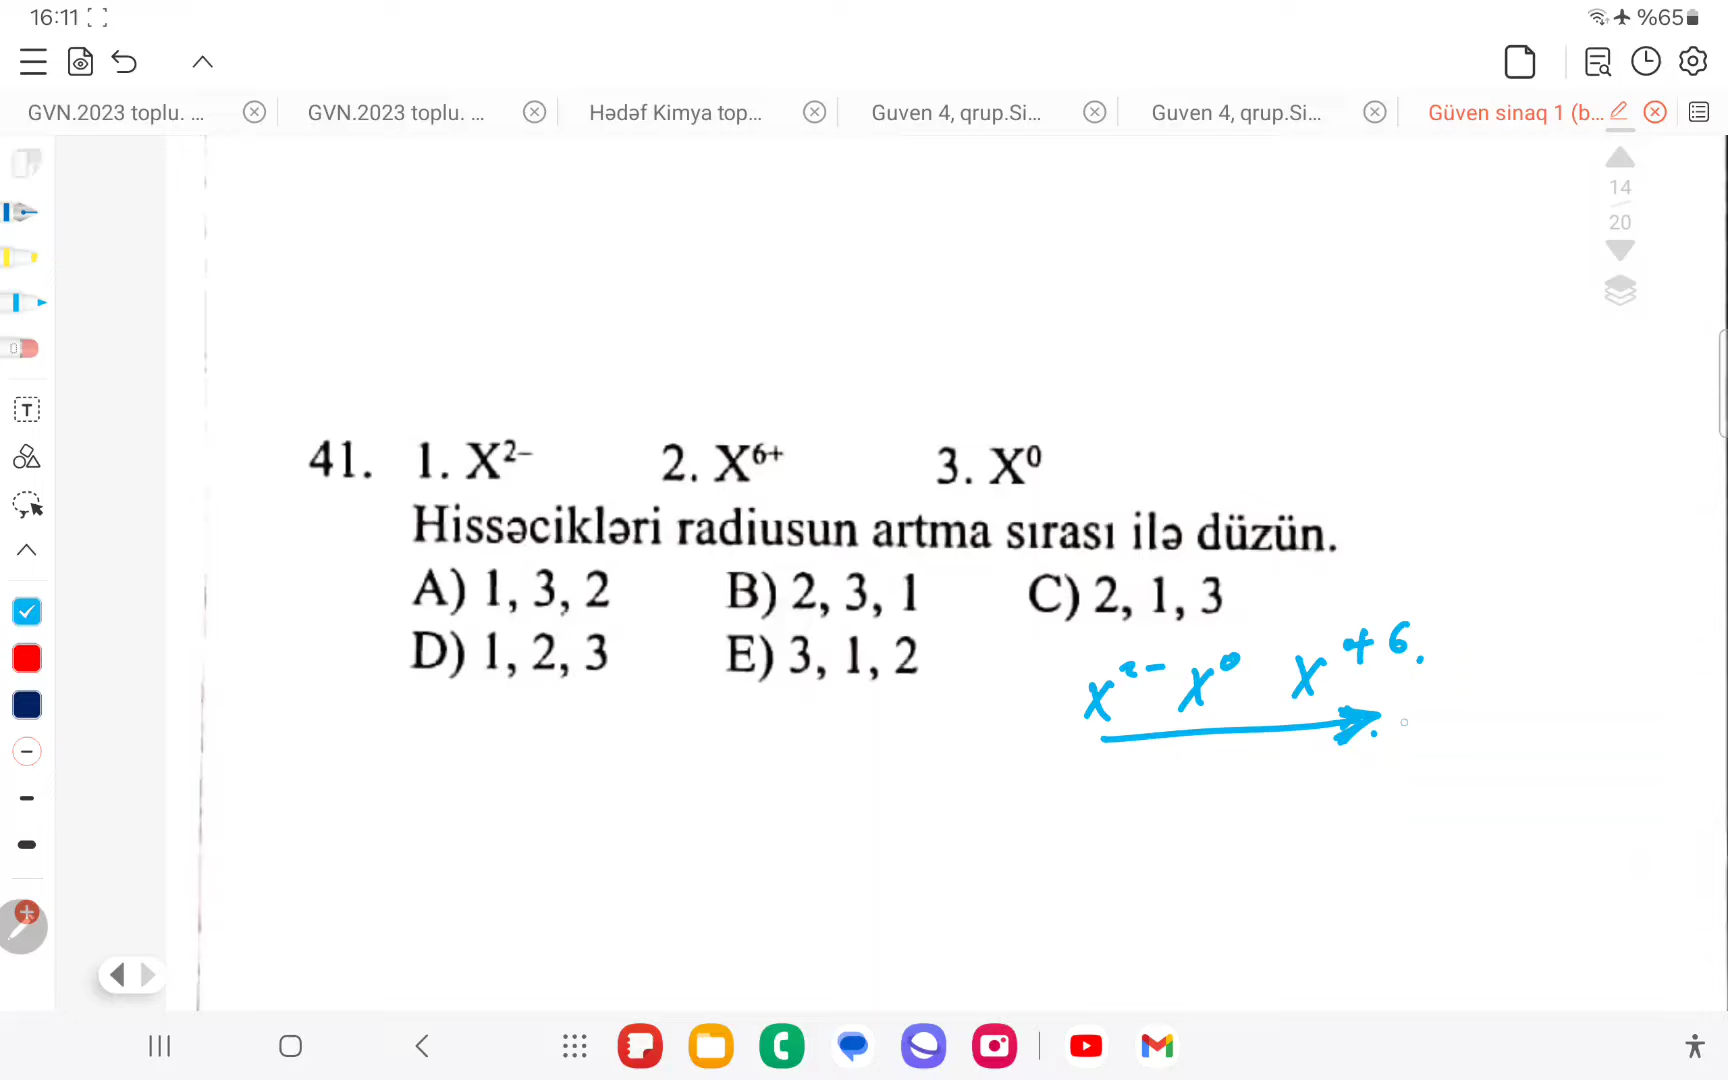 16:11
%65
GVN.2023 toplu. ...
GVN.2023 toplu. ...
Hədəf Kimya top...
Guven 4, qrup.Si...
Guven 4, qrup.Si...
Güven sinaq 1 (b...
14
20
T
41. 1. X²⁻ 2. X⁶⁺ 3. X⁰
Hissəcikləri radiusun artma sırası ilə düzün.
A) 1, 3, 2 B) 2, 3, 1 C) 2, 1, 3
D) 1, 2, 3 E) 3, 1, 2
x²⁻ x⁰ x⁺⁶.